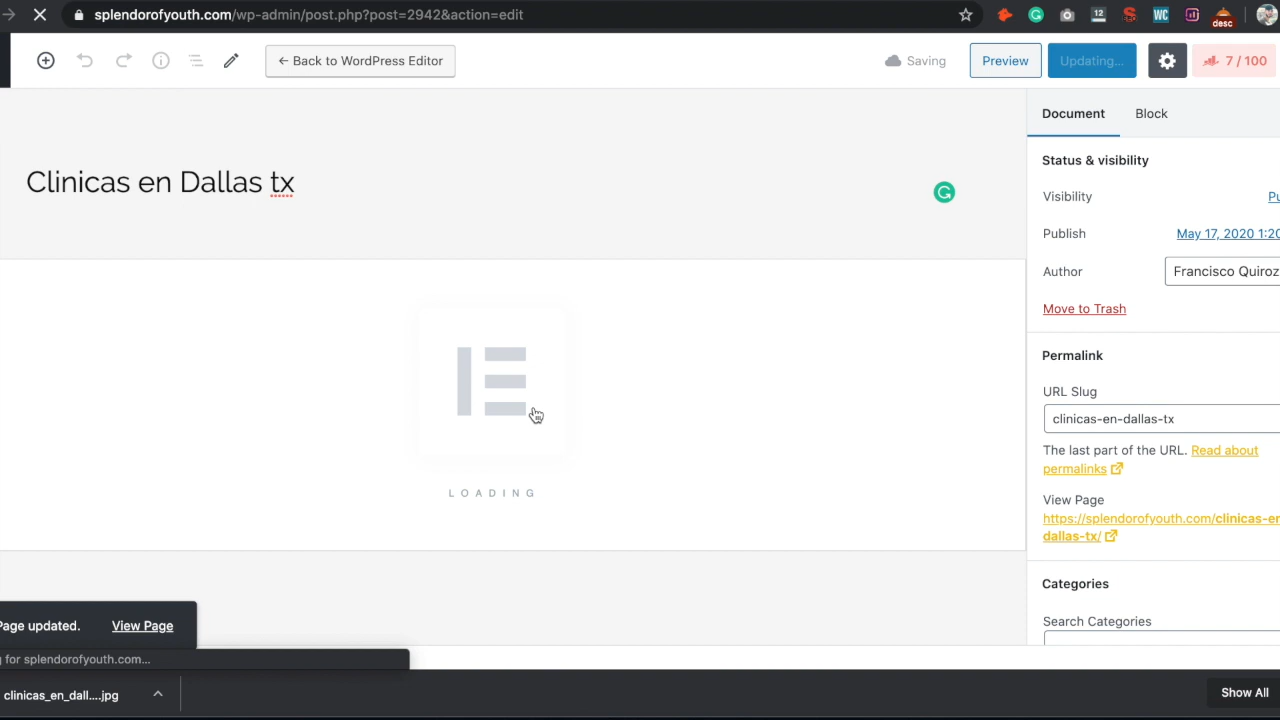 splendorofyouth.com/wp-admin/post.php?post=2942&action=edit
12
WC
desc
← Back to WordPress Editor
Saving
Preview
Updating...
7 / 100
Document
Block
Clinicas en Dallas tx
Status & visibility
Visibility
Publish
May 17, 2020 1:20
Author
Francisco Quiroz
Move to Trash
Permalink
URL Slug
clinicas-en-dallas-tx
The last part of the URL. Read about
permalinks
View Page
https://splendorofyouth.com/clinicas-en
dallas-tx/
LOADING
Categories
Search Categories
Page updated.
View Page
for splendorofyouth.com...
clinicas_en_dall....jpg
Show All